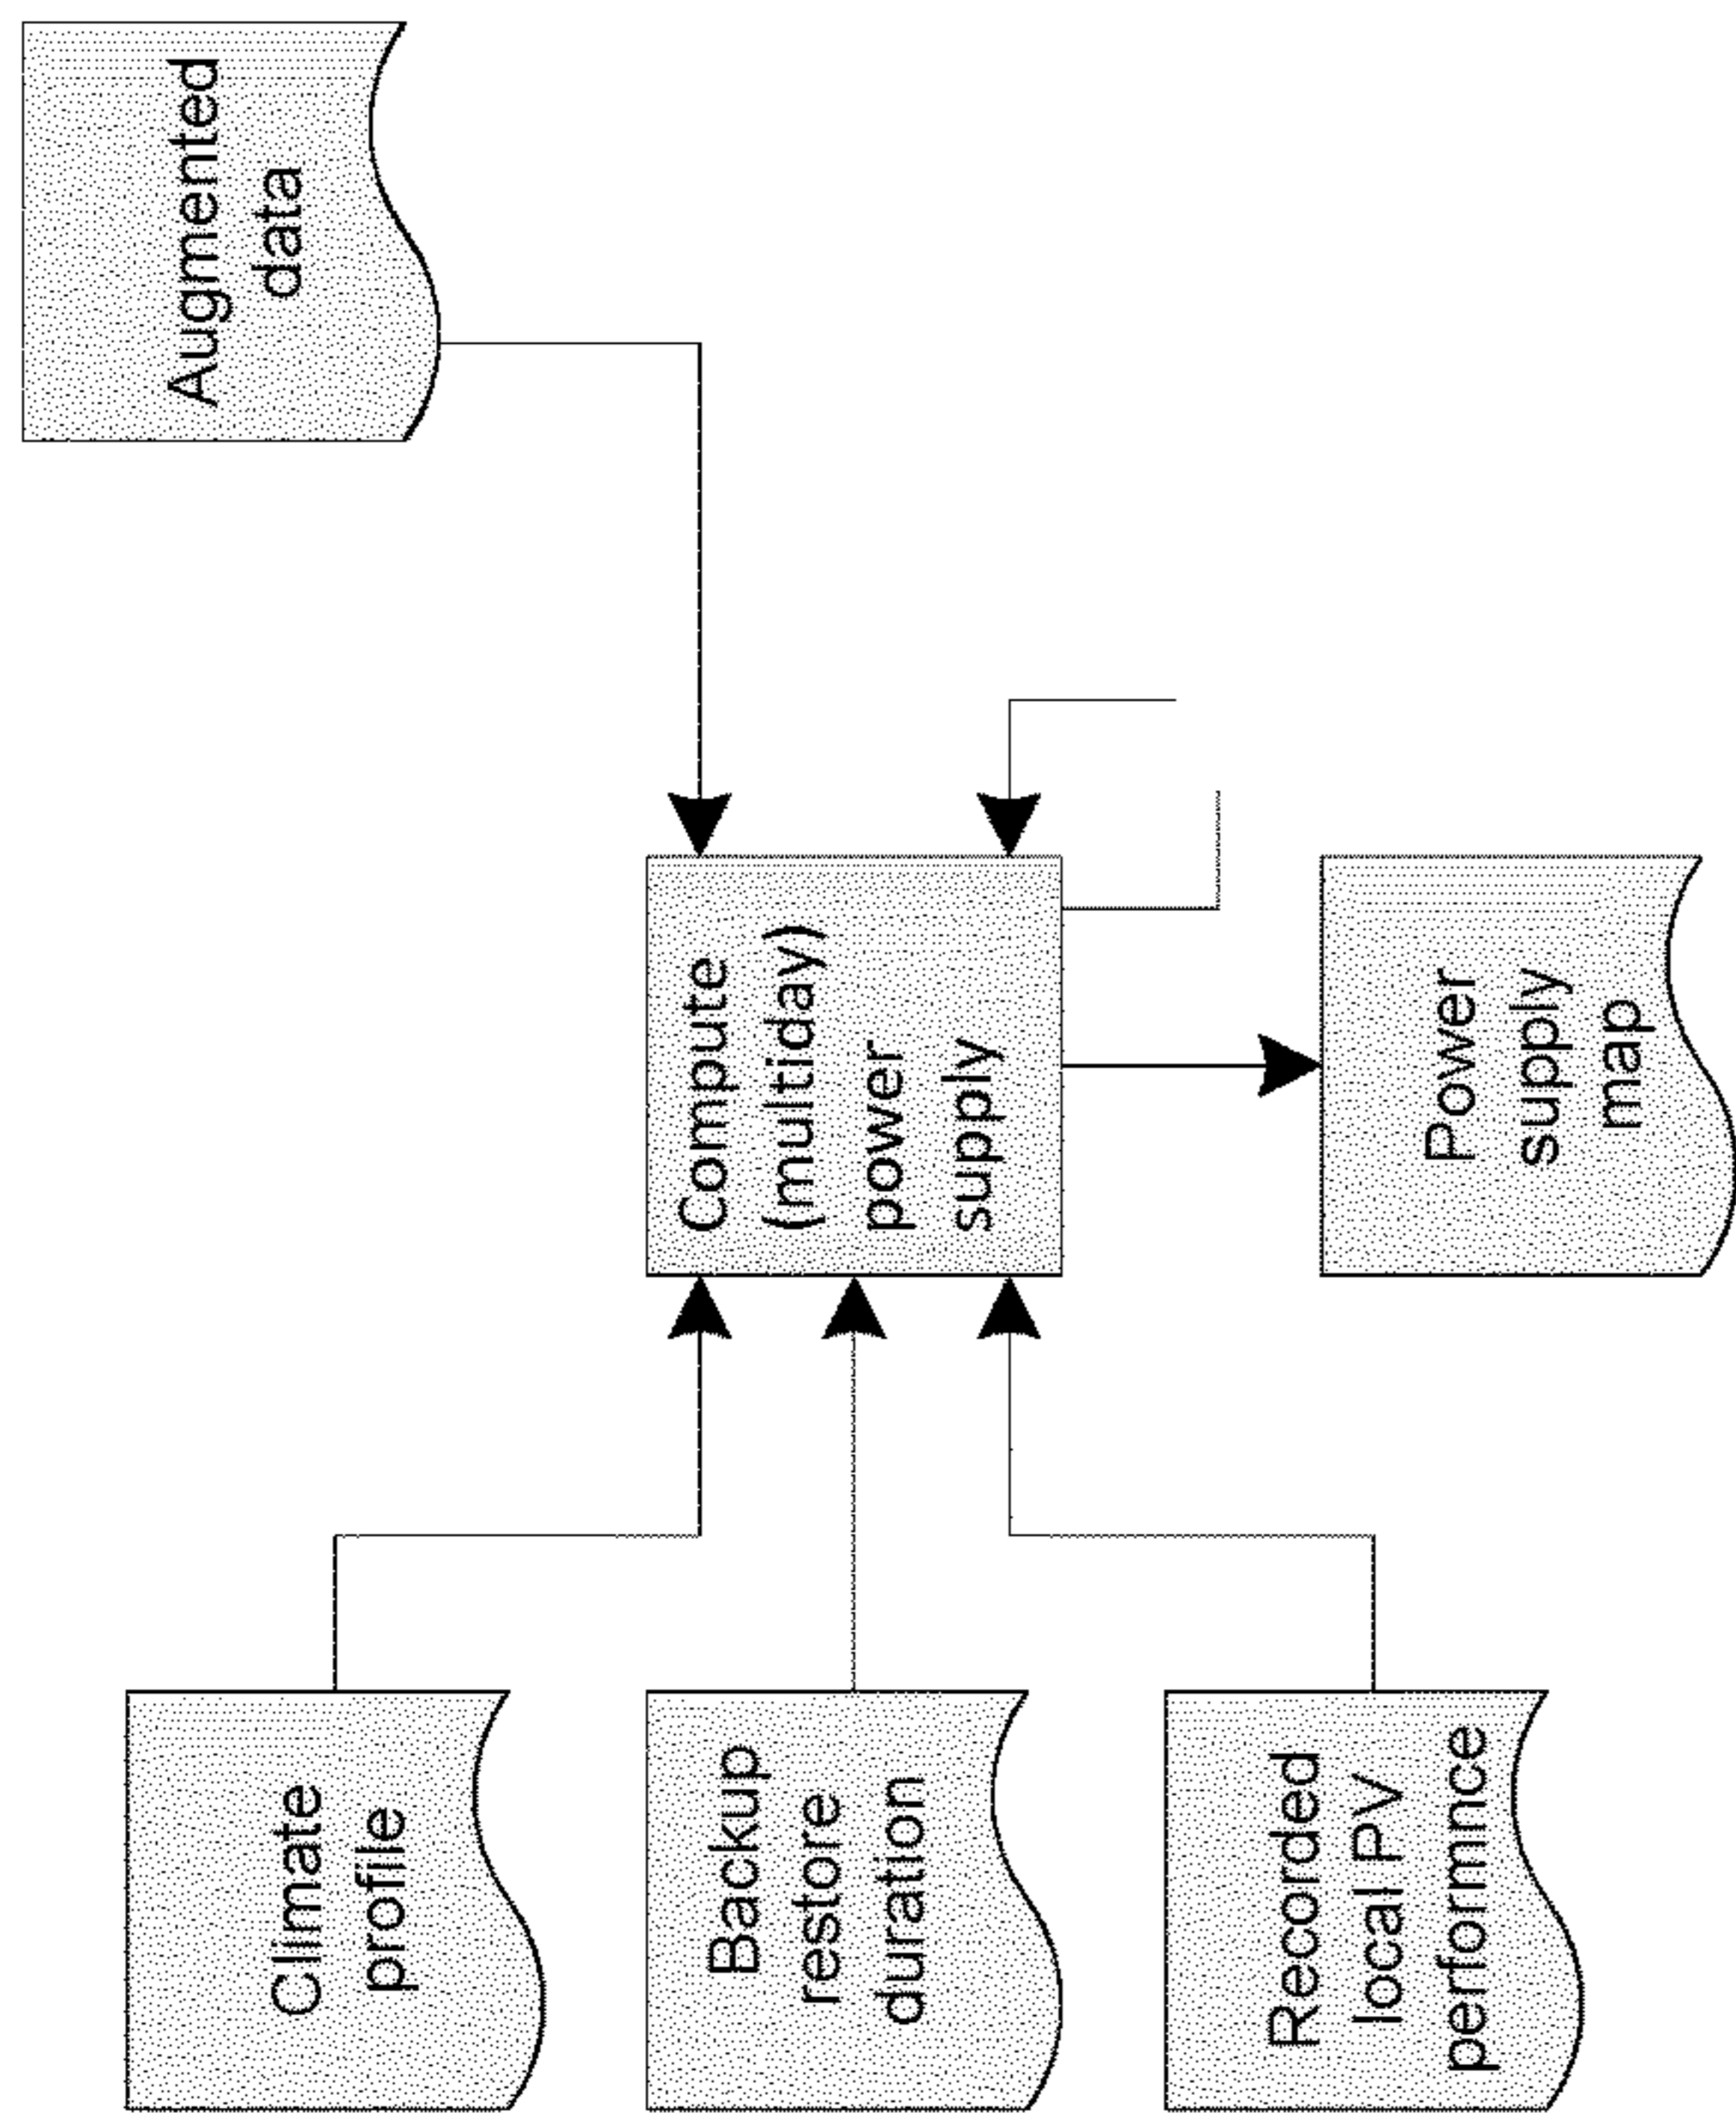 Climate
profile
Backup
restore
duration
Recorded
local PV
performnce
Compute
(multiday)
power
supply
Power
supply
map
Augmented
data